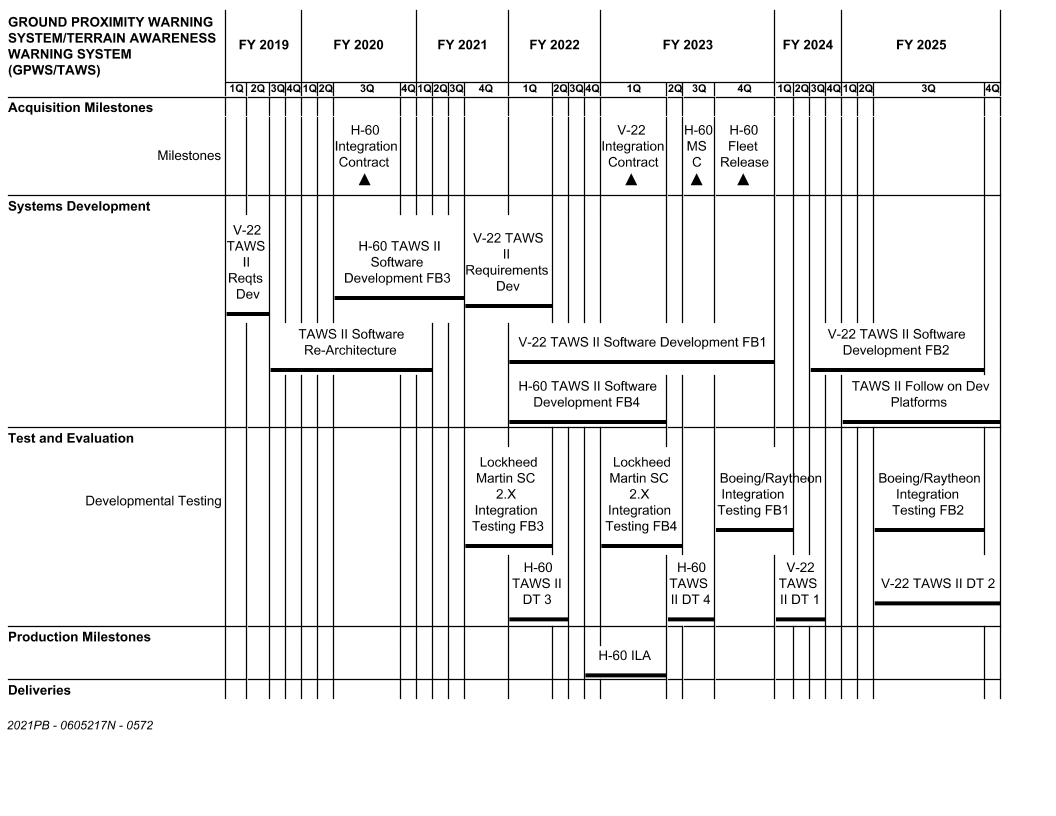 GROUND PROXIMITY WARNING
SYSTEM/TERRAIN AWARENESS
WARNING SYSTEM
(GPWS/TAWS)
FY 2019 FY 2020 FY 2021 FY 2022 FY 2023 FY 2024 FY 2025
1Q 2Q 3Q 4Q 1Q 2Q 3Q 4Q 1Q 2Q 3Q 4Q 1Q 2Q 3Q 4Q 1Q 2Q 3Q 4Q 1Q 2Q 3Q 4Q 1Q 2Q 3Q 4Q
Acquisition Milestones
Milestones
H-60
Integration
Contract
V-22
Integration
Contract
H-60
MS
C
H-60
Fleet
Release
Systems Development
V-22
TAWS
II
Reqts
Dev
H-60 TAWS II
Software
Development FB3
V-22 TAWS
II
Requirements
Dev
TAWS II Software
Re-Architecture
V-22 TAWS II Software Development FB1
V-22 TAWS II Software
Development FB2
H-60 TAWS II Software
Development FB4
TAWS II Follow on Dev
Platforms
Test and Evaluation
Developmental Testing
Lockheed
Martin SC
2.X
Integration
Testing FB3
Lockheed
Martin SC
2.X
Integration
Testing FB4
Boeing/Raytheon
Integration
Testing FB1
Boeing/Raytheon
Integration
Testing FB2
H-60
TAWS II
DT 3
H-60
TAWS
II DT 4
V-22
TAWS
II DT 1
V-22 TAWS II DT 2
Production Milestones
H-60 ILA
Deliveries
2021PB - 0605217N - 0572